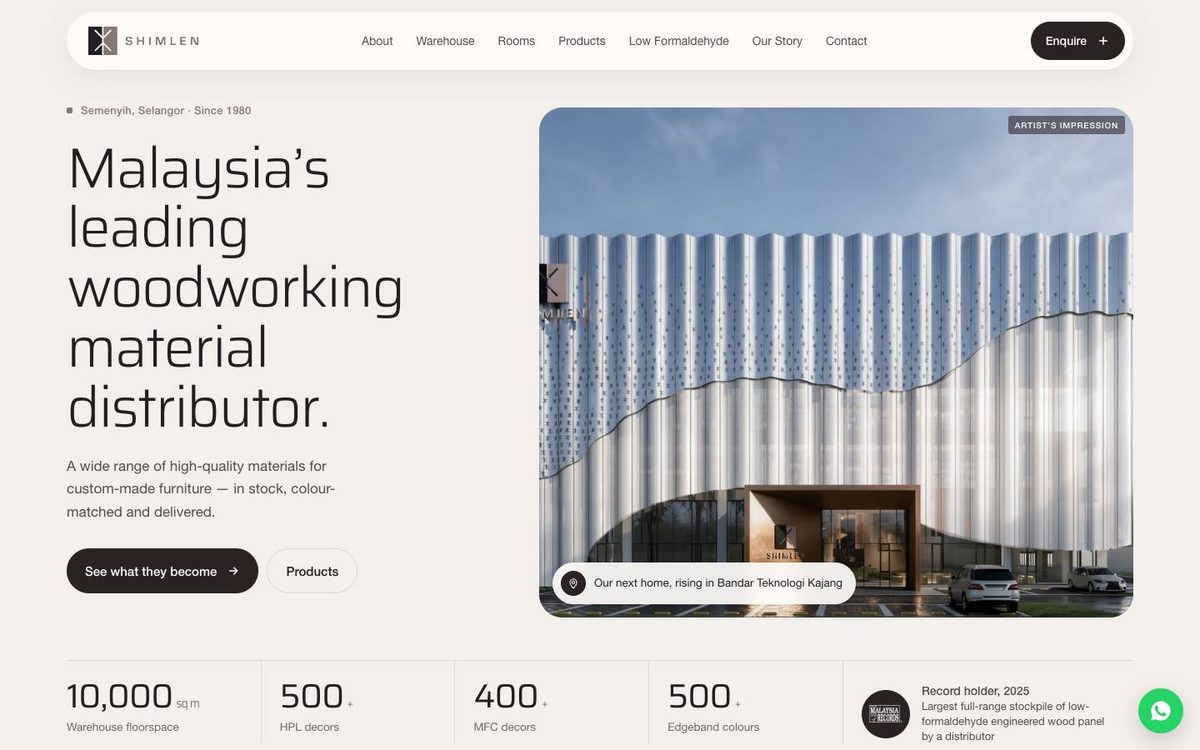 SHIMLEN
About
Warehouse
Rooms
Products
Low Formaldehyde
Our Story
Contact
Enquire +
Semenyih, Selangor · Since 1980
Malaysia’s
leading
woodworking
material
distributor.
A wide range of high-quality materials for
custom-made furniture — in stock, colour-
matched and delivered.
See what they become →
Products
ARTIST'S IMPRESSION
MLEN
SHIMLEN
Our next home, rising in Bandar Teknologi Kajang
10,000 sq m
Warehouse floorspace
500 +
HPL decors
400 +
MFC decors
500 +
Edgeband colours
MALAYSIA
RECORDS
Record holder, 2025
Largest full-range stockpile of low-
formaldehyde engineered wood panel
by a distributor